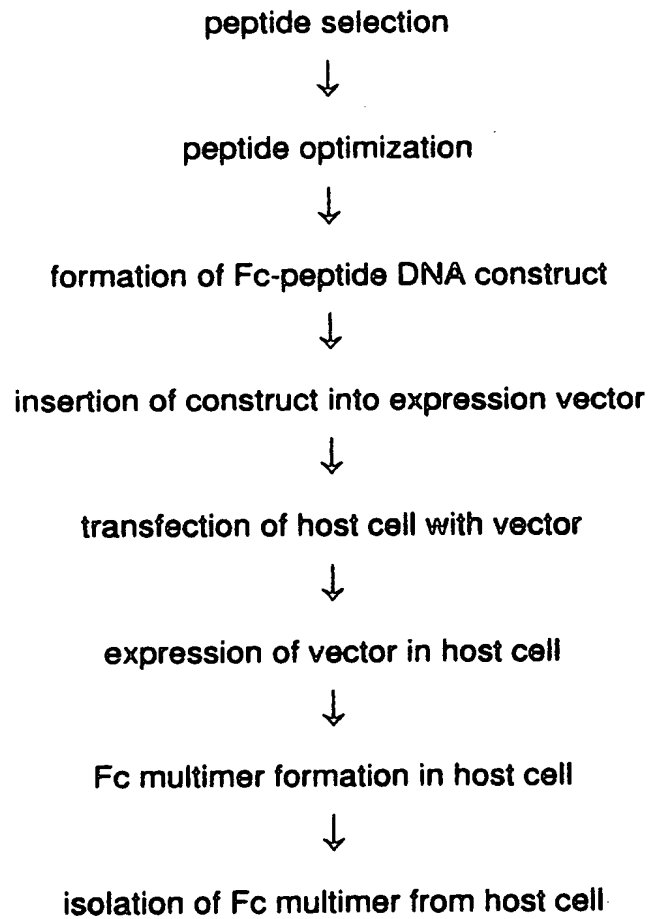 peptide selection
↓
peptide optimization
↓
formation of Fc-peptide DNA construct
↓
insertion of construct into expression vector
↓
transfection of host cell with vector
↓
expression of vector in host cell
↓
Fc multimer formation in host cell
↓
isolation of Fc multimer from host cell